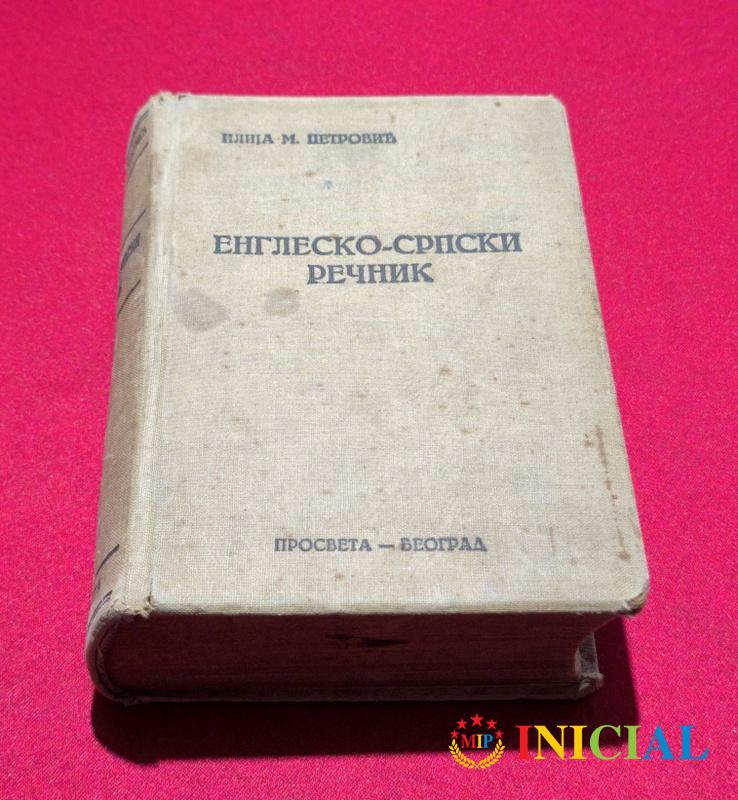 ИЛИЈА М. ПЕТРОВИЋ
ЕНГЛЕСКО-СРПСКИ
РЕЧНИК
ПРОСВЕТА — БЕОГРАД
MIP INICIAL